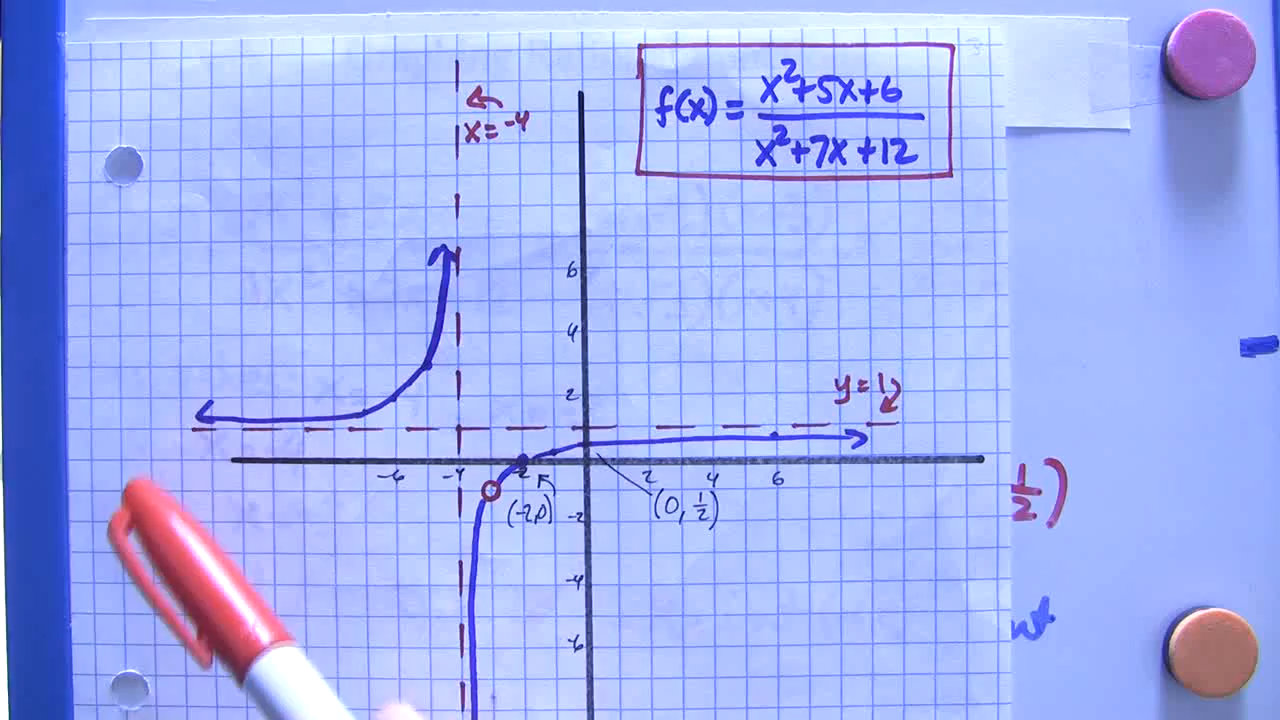 x = -4
f(x) = x²+5x+6 / x²+7x+12
6
4
2
y = 1
-6 -4 -2 2 4 6
(-2,0)
(0, 1/2)
-2
-4
-6
1/2)